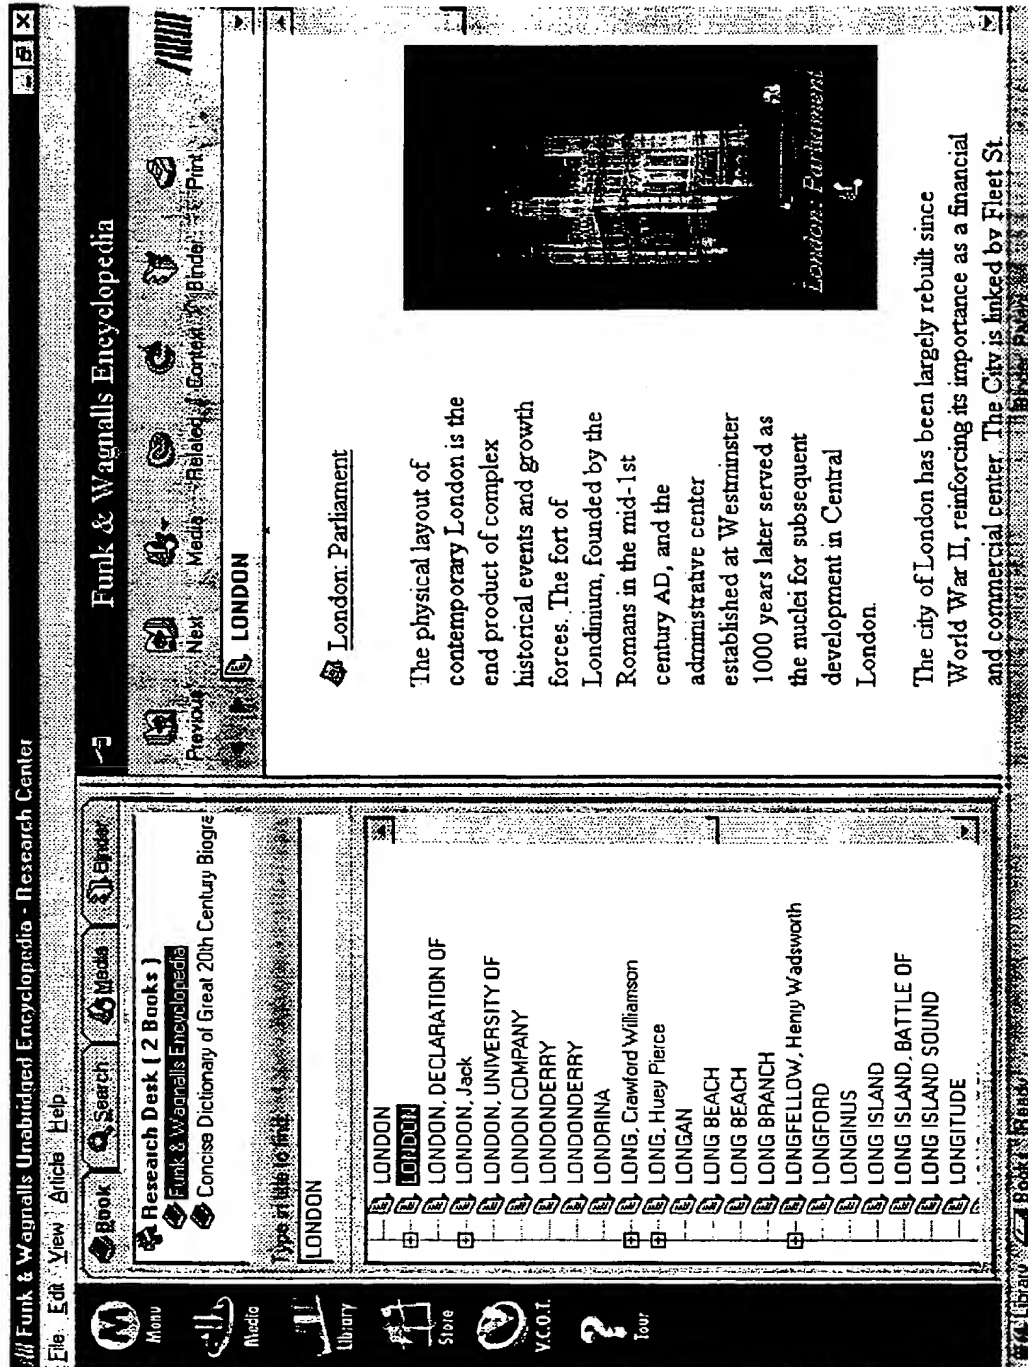 Funk & Wagnalls Unabridged Encyclopedia - Research Center
File Edit View Article Help
Menu
Media
Library
Store
V.C.O.T.
Tour
Book Search Media Binder
Research Desk ( 2 Books )
Funk & Wagnalls Encyclopedia
Concise Dictionary of Great 20th Century Biogra
Type a title to find:
LONDON
LONDON
LONDON
LONDON, DECLARATION OF
LONDON, Jack
LONDON, UNIVERSITY OF
LONDON COMPANY
LONDONDERRY
LONDONDERRY
LONDRINA
LONG, Crawford Williamson
LONG, Huey Pierce
LONGAN
LONG BEACH
LONG BEACH
LONG BRANCH
LONGFELLOW, Henry Wadsworth
LONGFORD
LONGINUS
LONG ISLAND
LONG ISLAND, BATTLE OF
LONG ISLAND SOUND
LONGITUDE
Funk & Wagnalls Encyclopedia
Previous Next Media Related Context Binder Print
LONDON
London: Parliament
The physical layout of
contemporary London is the
end product of complex
historical events and growth
forces. The fort of
Londinium, founded by the
Romans in the mid-1st
century AD, and the
administrative center
established at Westminster
1000 years later served as
the nuclei for subsequent
development in Central
London.
London: Parliament
The city of London has been largely rebuilt since
World War II, reinforcing its importance as a financial
and commercial center. The City is linked by Fleet St.
Library Book Read